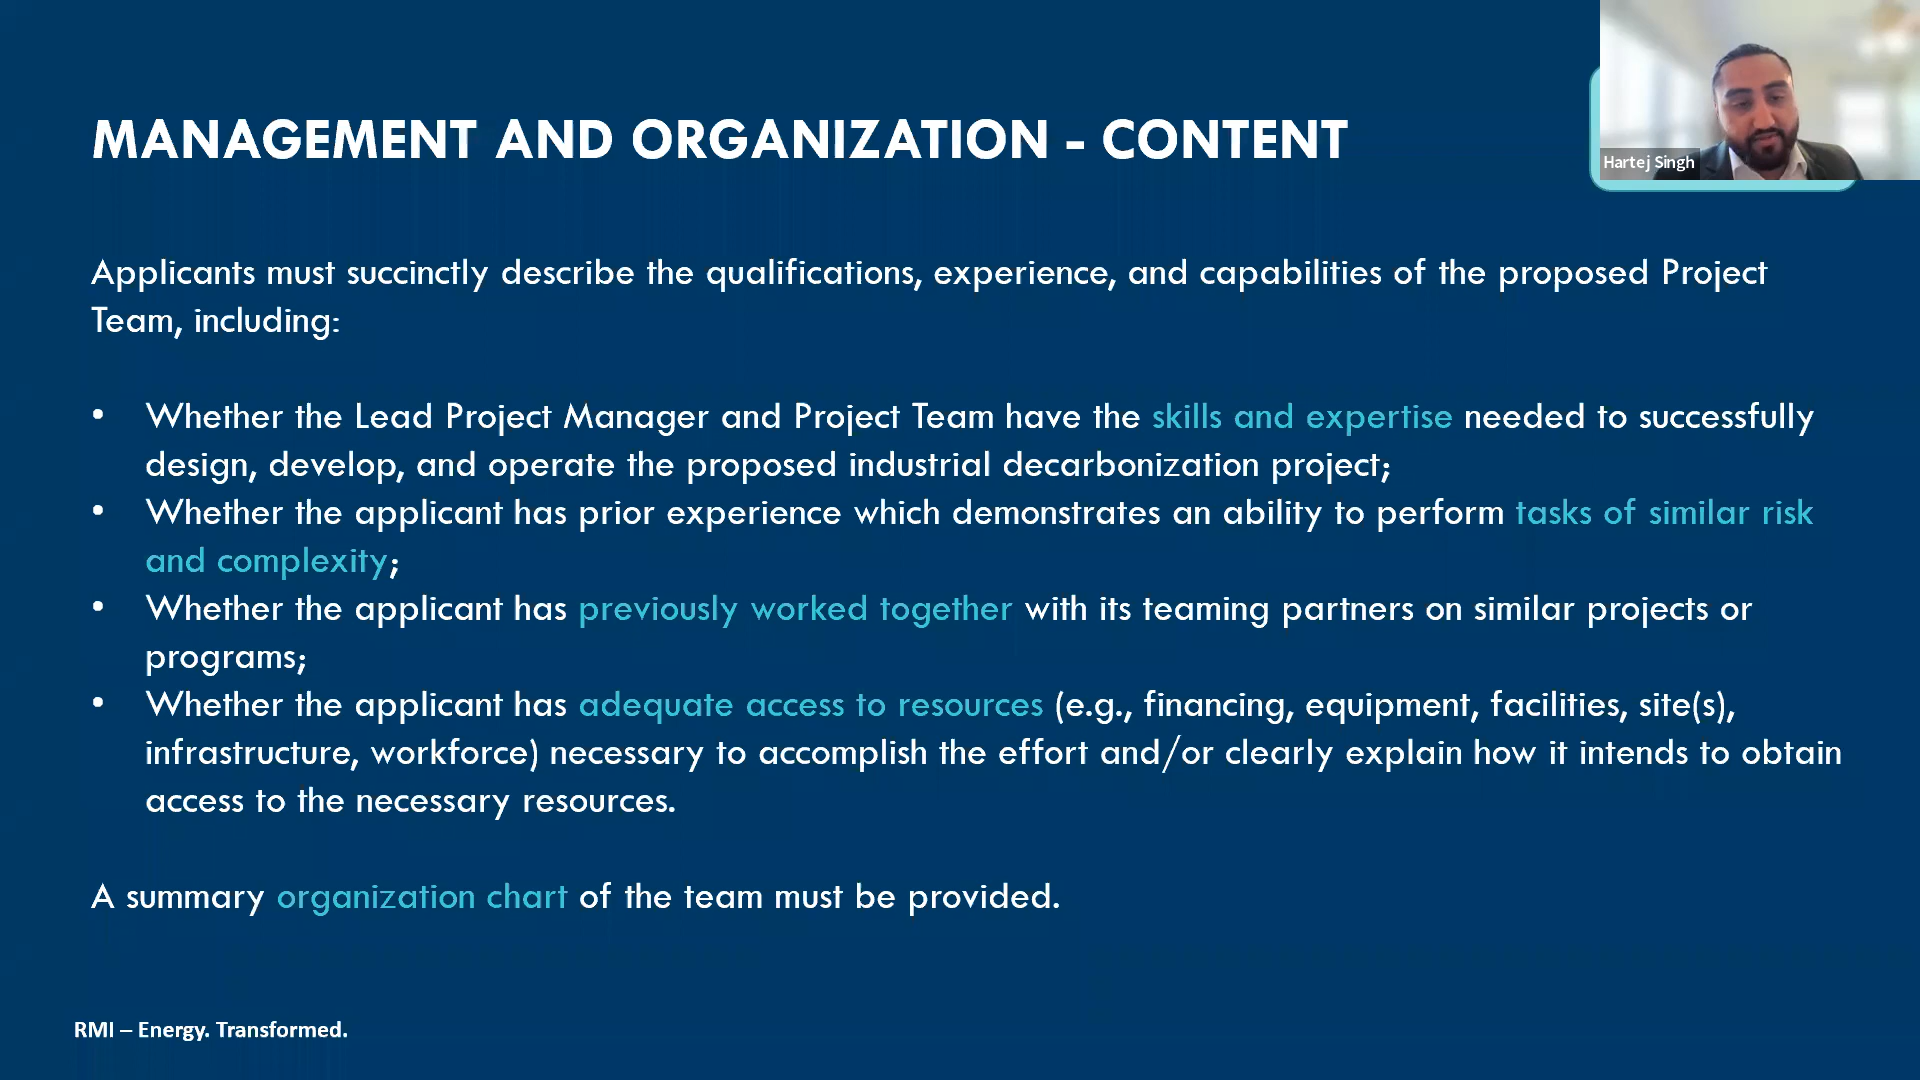 Hartej Singh
MANAGEMENT AND ORGANIZATION - CONTENT
Applicants must succinctly describe the qualifications, experience, and capabilities of the proposed Project
Team, including:
• Whether the Lead Project Manager and Project Team have the skills and expertise needed to successfully
design, develop, and operate the proposed industrial decarbonization project;
• Whether the applicant has prior experience which demonstrates an ability to perform tasks of similar risk
and complexity;
• Whether the applicant has previously worked together with its teaming partners on similar projects or
programs;
• Whether the applicant has adequate access to resources (e.g., financing, equipment, facilities, site(s),
infrastructure, workforce) necessary to accomplish the effort and/or clearly explain how it intends to obtain
access to the necessary resources.
A summary organization chart of the team must be provided.
RMI – Energy. Transformed.